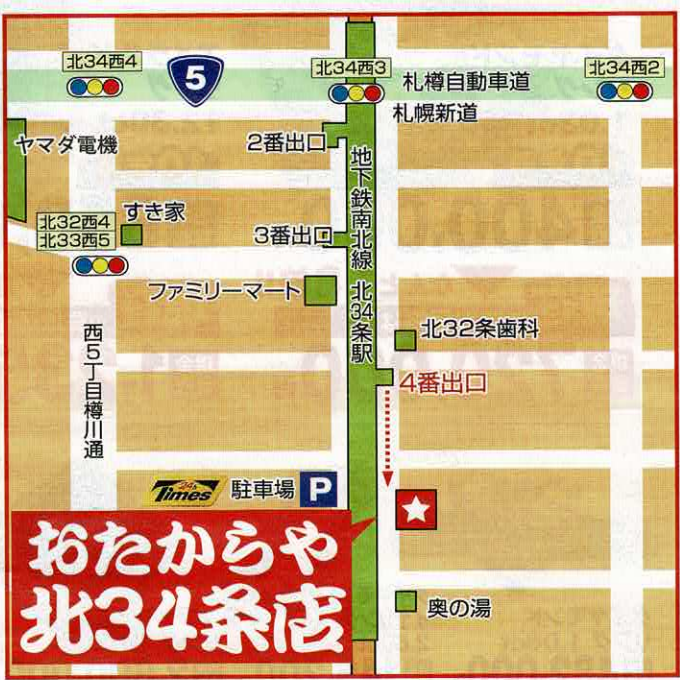 北34西4
5
北34西3
北34西2
札樽自動車道
札幌新道
ヤマダ電機
2番出口
地下鉄南北線 北34条駅
すき家
北32西4
北33西5
3番出口
ファミリーマート
北32条歯科
西5丁目樽川通
4番出口
24h
Times
駐車場
P
おたからや
北34条店
奥の湯